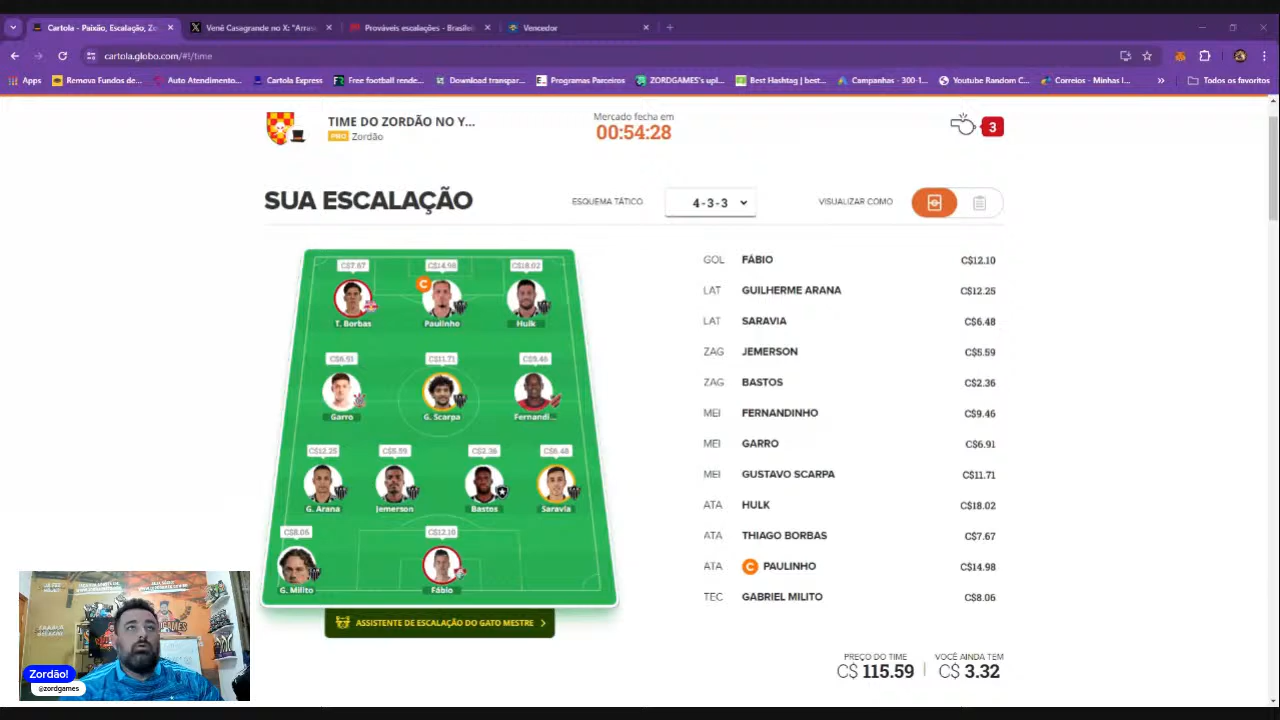 Cartola - Paixão, Escalação, Zo
Venê Casagrande no X: "Arras
Prováveis escalações - Brasilei
Vencedor
cartola.globo.com/#!/time
Apps
Remova Fundos de...
Auto Atendimento...
Cartola Express
Free football rende...
Download transpar...
Programas Parceiros
ZORDGAMES's upl...
Best Hashtag | best...
Campanhas - 300-1...
Youtube Random C...
Correios - Minhas I...
»
Todos os favoritos
TIME DO ZORDÃO NO Y...
PRO Zordão
Mercado fecha em
00:54:28
3
SUA ESCALAÇÃO
ESQUEMA TÁTICO
4-3-3
VISUALIZAR COMO
C$7.67
C$14.98
C$18.02
C
T. Borbas
Paulinho
Hulk
C$6.91
C$11.71
C$9.46
Garro
G. Scarpa
Fernandi...
C$12.25
C$5.59
C$2.36
C$6.48
G. Arana
Jemerson
Bastos
Saravia
C$8.06
C$12.10
G. Milito
Fábio
ASSISTENTE DE ESCALAÇÃO DO GATO MESTRE
GOL FÁBIO C$12.10
LAT GUILHERME ARANA C$12.25
LAT SARAVIA C$6.48
ZAG JEMERSON C$5.59
ZAG BASTOS C$2.36
MEI FERNANDINHO C$9.46
MEI GARRO C$6.91
MEI GUSTAVO SCARPA C$11.71
ATA HULK C$18.02
ATA THIAGO BORBAS C$7.67
ATA C PAULINHO C$14.98
TEC GABRIEL MILITO C$8.06
PREÇO DO TIME
C$ 115.59
VOCÊ AINDA TEM
C$ 3.32
Zordão!
@zordgames